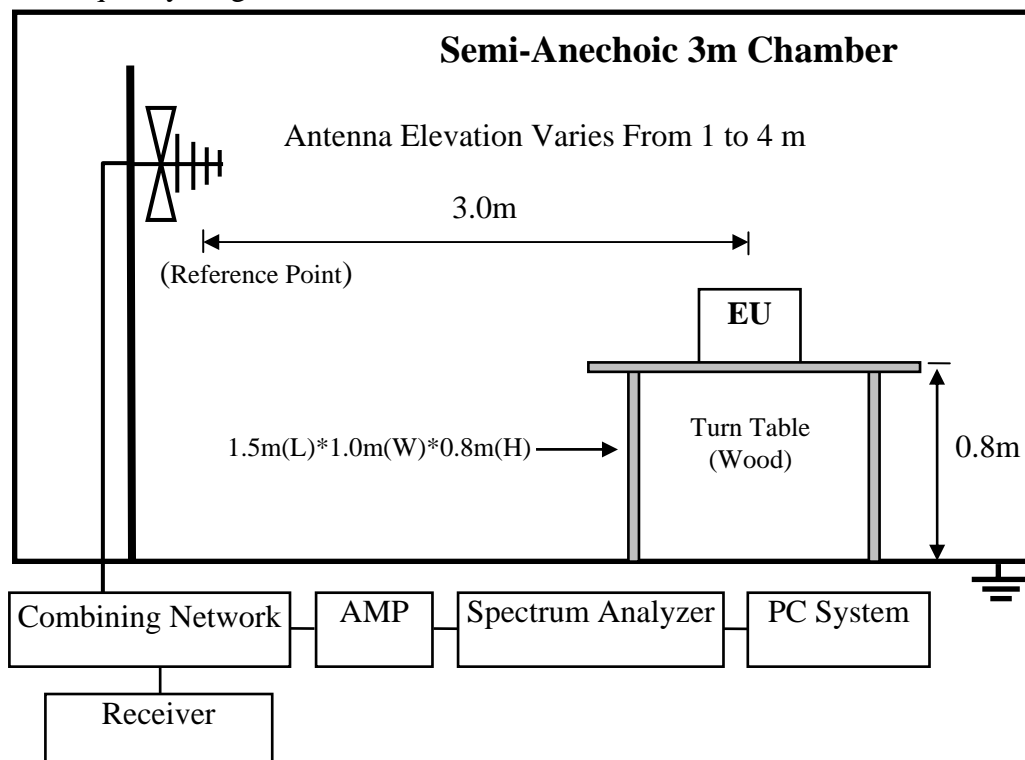 Semi-Anechoic 3m Chamber
Antenna Elevation Varies From 1 to 4 m
3.0m
(Reference Point)
EU
1.5m(L)*1.0m(W)*0.8m(H)
Turn Table
(Wood)
0.8m
Combining Network
AMP
Spectrum Analyzer
PC System
Receiver